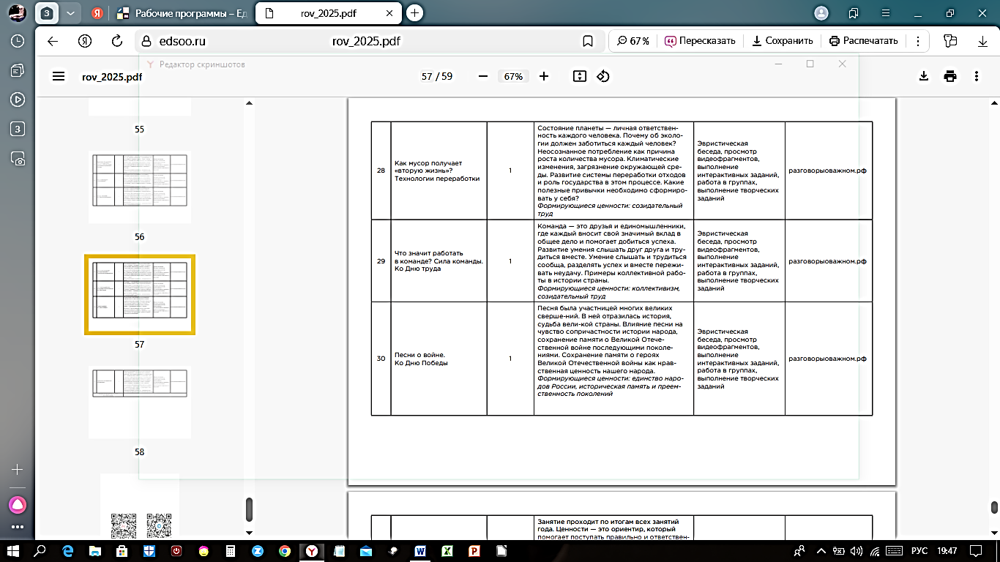 3
Рабочие программы – Ед
rov_2025.pdf
edsoo.ru
rov_2025.pdf
67%
Пересказать
Сохранить
Распечатать
Редактор скриншотов
rov_2025.pdf
57 / 59
67%
3
55
56
57
58
28
Как мусор получает
«вторую жизнь»?
Технологии переработки
1
Состояние планеты — личная ответствен-
ность каждого человека. Почему об эколо-
гии должен заботиться каждый человек?
Неосознанное потребление как причина
роста количества мусора. Климатические
изменения, загрязнение окружающей сре-
ды. Развитие системы переработки отходов
и роль государства в этом процессе. Какие
полезные привычки необходимо сформиро-
вать у себя?
Формирующиеся ценности: созидательный
труд
Эвристическая
беседа, просмотр
видеофрагментов,
выполнение
интерактивных заданий,
работа в группах,
выполнение творческих
заданий
разговорыоважном.рф
29
Что значит работать
в команде? Сила команды.
Ко Дню труда
1
Команда — это друзья и единомышленники,
где каждый вносит свой значимый вклад в
общее дело и помогает добиться успеха.
Развитие умения слышать друг друга и тру-
диться вместе. Умение слышать и трудиться
сообща, разделять успех и вместе пережи-
вать неудачу. Примеры коллективной рабо-
ты в истории страны.
Формирующиеся ценности: коллективизм,
созидательный труд
Эвристическая
беседа, просмотр
видеофрагментов,
выполнение
интерактивных заданий,
работа в группах,
выполнение творческих
заданий
разговорыоважном.рф
30
Песни о войне.
Ко Дню Победы
1
Песня была участницей многих великих
сверше-ний. В ней отразилась история,
судьба вели-кой страны. Влияние песни на
чувство сопричастности истории народа,
сохранение памяти о Великой Отече-
ственной войне последующими поколе-
ниями. Сохранение памяти о героях
Великой Отечественной войны как нрав-
ственная ценность нашего народа.
Формирующиеся ценности: единство наро-
дов России, историческая память и преем-
ственность поколений
Эвристическая
беседа, просмотр
видеофрагментов,
выполнение
интерактивных заданий,
работа в группах,
выполнение творческих
заданий
разговорыоважном.рф
Занятие проходит по итогам всех занятий
года. Ценности — это ориентир, который
помогает поступать правильно и ответствен-
РУС
19:47